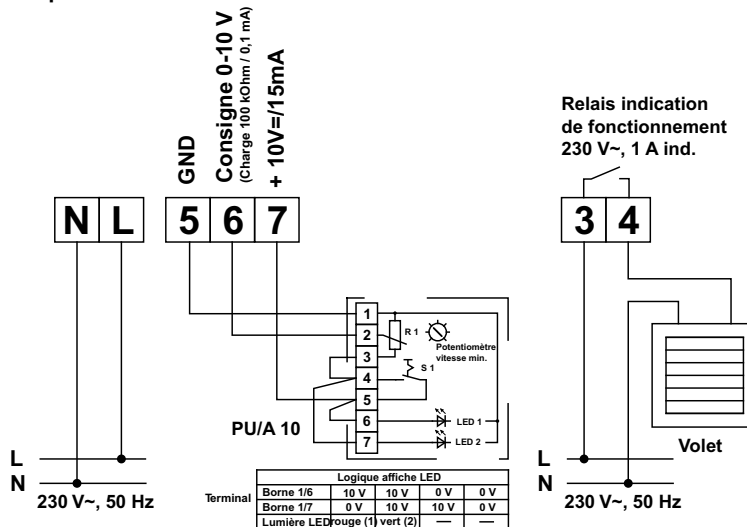 GND
Consigne 0-10 V
(Charge 100 kOhm / 0,1 mA)
+ 10V=/15mA
Relais indication
de fonctionnement
230 V~, 1 A ind.
N L
5 6 7
3 4
1
2
3
4
5
6
7
R 1
Potentiomètre
vitesse min.
S 1
LED 1
LED 2
PU/A 10
Volet
L
N
230 V~, 50 Hz
L
N
230 V~, 50 Hz
Logique affiche LED
Terminal
Borne 1/6 10 V 10 V 0 V 0 V
Borne 1/7 0 V 10 V 10 V 0 V
Lumière LED rouge (1) vert (2) — —